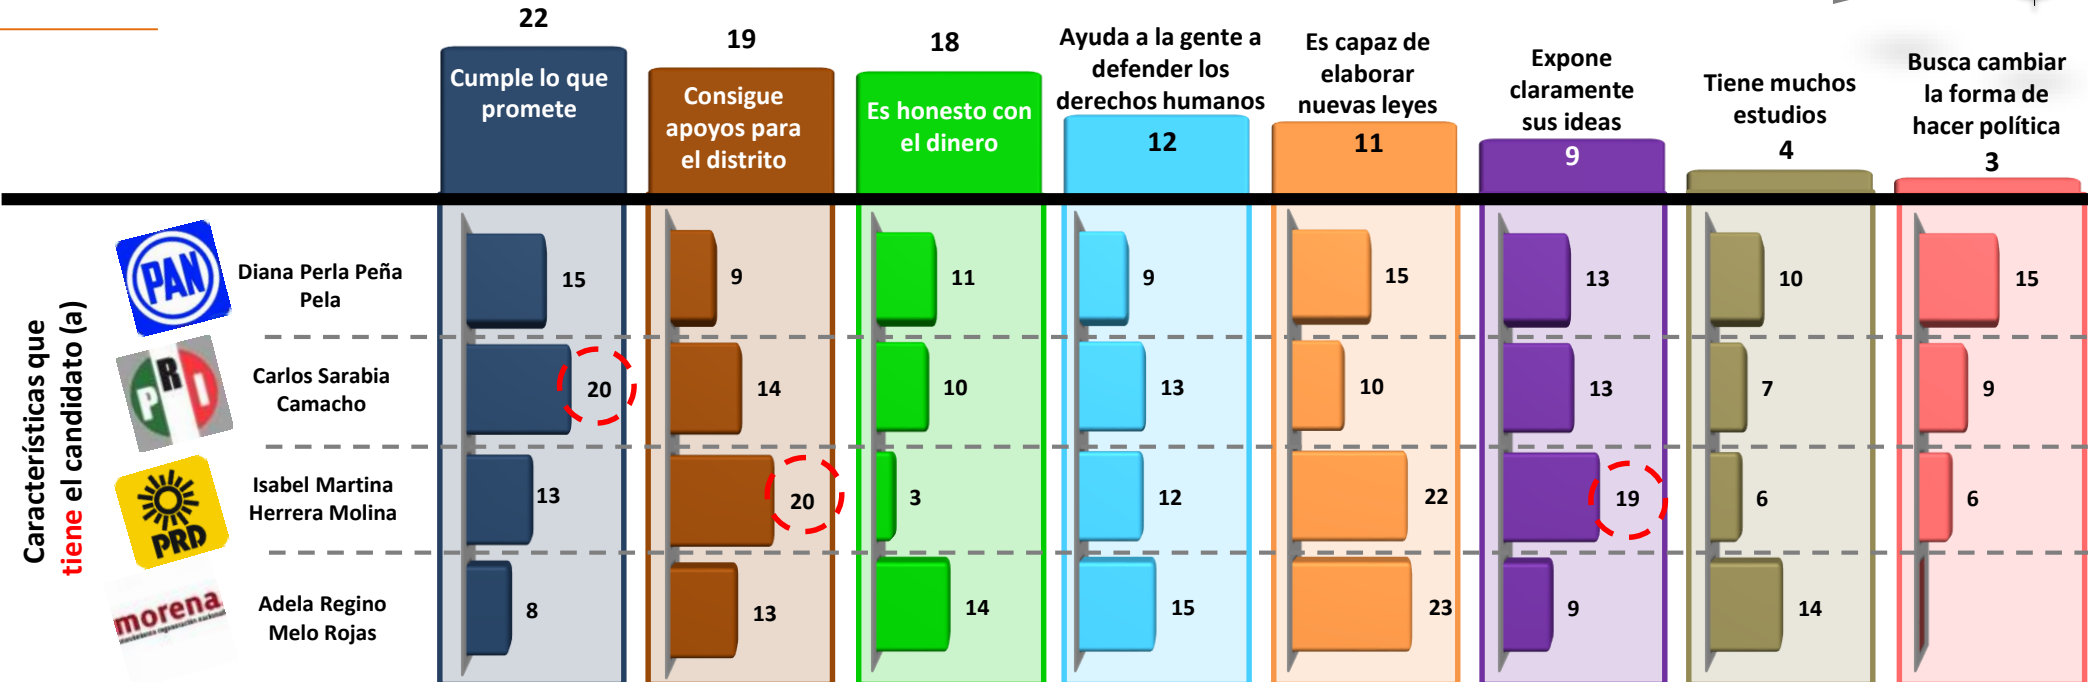 22
Cumple lo que
promete
19
Consigue
apoyos para
el distrito
18
Es honesto con
el dinero
Ayuda a la gente a
defender los
derechos humanos
12
Es capaz de
elaborar
nuevas leyes
11
Expone
claramente
sus ideas
9
Tiene muchos
estudios
4
Busca cambiar
la forma de
hacer política
3
Características que
tiene el candidato (a)
PAN
Diana Perla Peña
Pela
15
9
11
9
15
13
10
15
PRI
Carlos Sarabia
Camacho
20
14
10
13
10
13
7
9
PRD
Isabel Martina
Herrera Molina
13
20
3
12
22
19
6
6
morena
Adela Regino
Melo Rojas
8
13
14
15
23
9
14